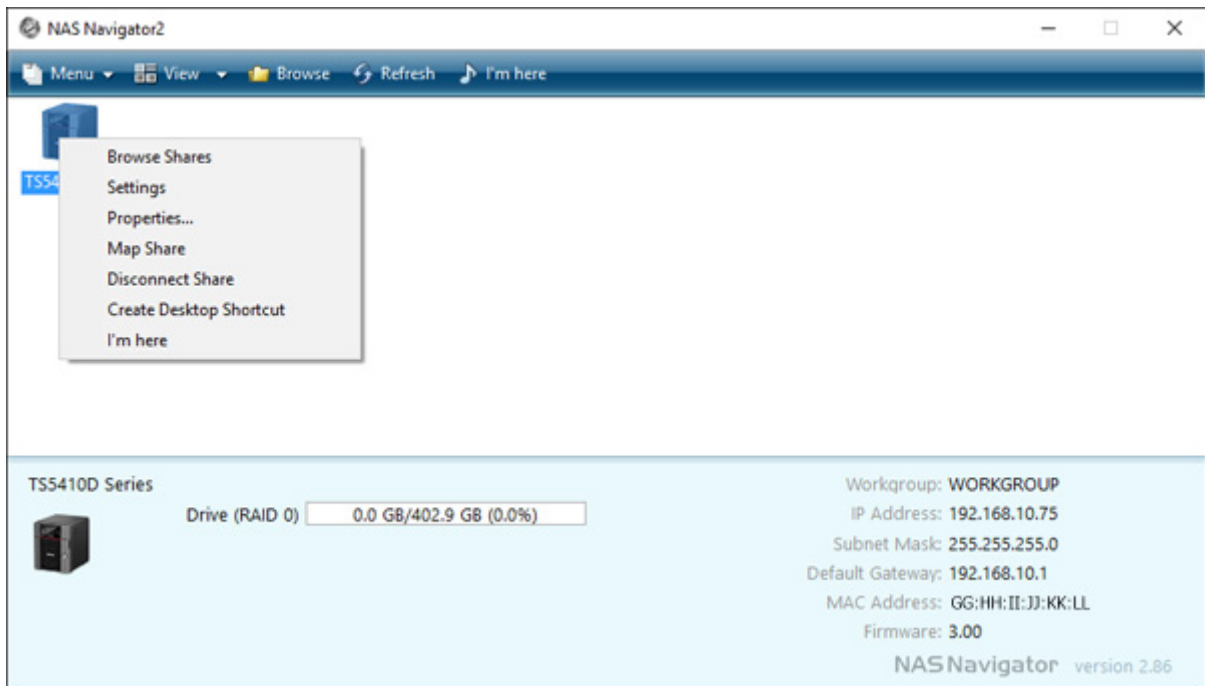 NAS Navigator2
Menu View Browse Refresh I'm here
TS54
Browse Shares
Settings
Properties...
Map Share
Disconnect Share
Create Desktop Shortcut
I'm here
TS5410D Series
Drive (RAID 0) 0.0 GB/402.9 GB (0.0%)
Workgroup: WORKGROUP
IP Address: 192.168.10.75
Subnet Mask: 255.255.255.0
Default Gateway: 192.168.10.1
MAC Address: GG:HH:II:JJ:KK:LL
Firmware: 3.00
NAS Navigator version 2.86